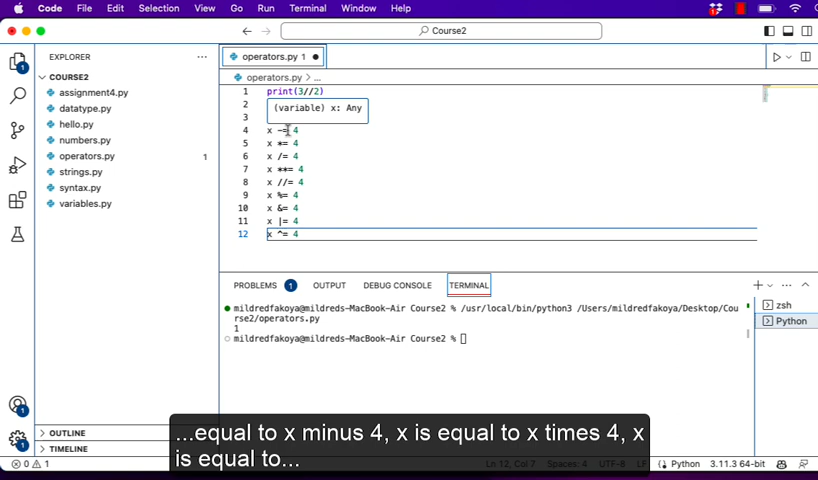 Code File Edit Selection View Go Run Terminal Window Help
Course2
EXPLORER
COURSE2
assignment4.py
datatype.py
hello.py
numbers.py
operators.py 1
strings.py
syntax.py
variables.py
OUTLINE
TIMELINE
operators.py 1
operators.py > ...
1 print(3//2)
2
(variable) x: Any
3
4 x -= 4
5 x *= 4
6 x /= 4
7 x **= 4
8 x //= 4
9 x %= 4
10 x &= 4
11 x |= 4
12 x ^= 4
PROBLEMS 1 OUTPUT DEBUG CONSOLE TERMINAL
mildredfakoya@mildreds-MacBook-Air Course2 % /usr/local/bin/python3 /Users/mildredfakoya/Desktop/Cou
rse2/operators.py
1
mildredfakoya@mildreds-MacBook-Air Course2 %
zsh
Python
...equal to x minus 4, x is equal to x times 4, x
is equal to...
0 1 Ln 12, Col 7 Spaces: 4 UTF-8 LF Python 3.11.3 64-bit